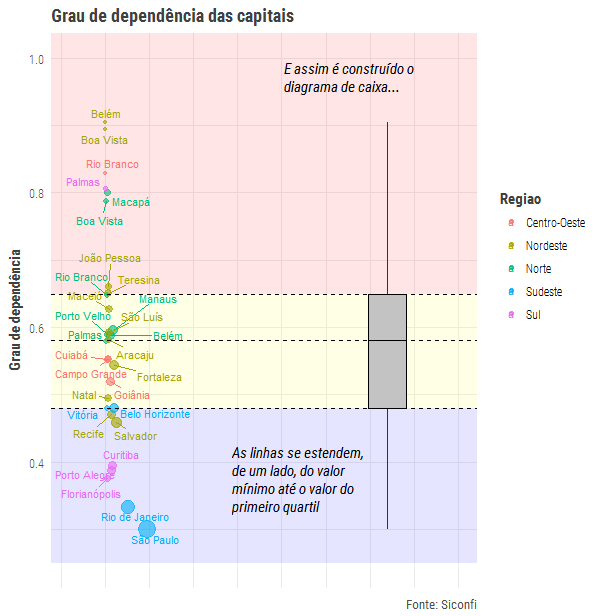 Grau de dependência das capitais
Grau de dependência
1.0
0.8
0.6
0.4
E assim é construído o
diagrama de caixa...
Belém
Boa Vista
Rio Branco
Palmas
Macapá
Boa Vista
João Pessoa
Rio Branco
Teresina
Maceió
Manaus
Porto Velho
São Luís
Palmas
Belém
Cuiabá
Aracaju
Campo Grande
Fortaleza
Natal
Goiânia
Vitória
Belo Horizonte
Recife
Salvador
Curitiba
Porto Alegre
Florianópolis
Rio de Janeiro
São Paulo
As linhas se estendem,
de um lado, do valor
mínimo até o valor do
primeiro quartil
Regiao
Centro-Oeste
Nordeste
Norte
Sudeste
Sul
Fonte: Siconfi